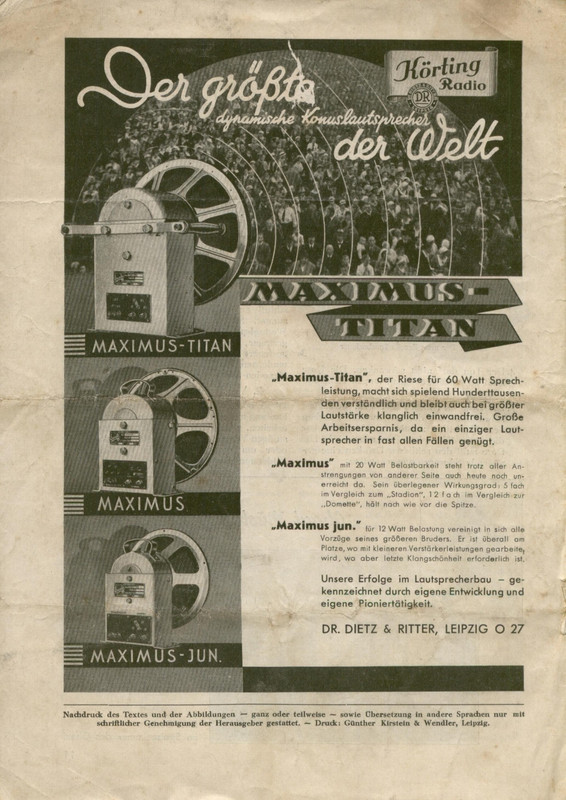 Der größte
dynamische Konuslautsprecher
der Welt
Körting
Radio
DR
MAXIMUS-
TITAN
MAXIMUS-TITAN
MAXIMUS
MAXIMUS-JUN.
„Maximus-Titan", der Riese für 60 Watt Sprech-
leistung, macht sich spielend Hunderttausen-
den verständlich und bleibt auch bei größter
Lautstärke klanglich einwandfrei. Große
Arbeitsersparnis, da ein einziger Laut-
sprecher in fast allen Fällen genügt.
„Maximus" mit 20 Watt Belastbarkeit steht trotz aller An-
strengungen von anderer Seite auch heute noch un-
erreicht da. Sein überlegener Wirkungsgrad: 5 fach
im Vergleich zum „Stadion", 12 fach im Vergleich zur
„Domette", hält nach wie vor die Spitze.
„Maximus jun." für 12 Watt Belastung vereinigt in sich alle
Vorzüge seines größeren Bruders. Er ist überall am
Platze, wo mit kleineren Verstärkerleistungen gearbeitet
wird, wo aber letzte Klangschönheit erforderlich ist.
Unsere Erfolge im Lautsprecherbau – ge-
kennzeichnet durch eigene Entwicklung und
eigene Pioniertätigkeit.
DR. DIETZ & RITTER, LEIPZIG O 27
Nachdruck des Textes und der Abbildungen — ganz oder teilweise — sowie Übersetzung in andere Sprachen nur mit
schriftlicher Genehmigung der Herausgeber gestattet. — Druck: Günther Kirstein & Wendler, Leipzig.